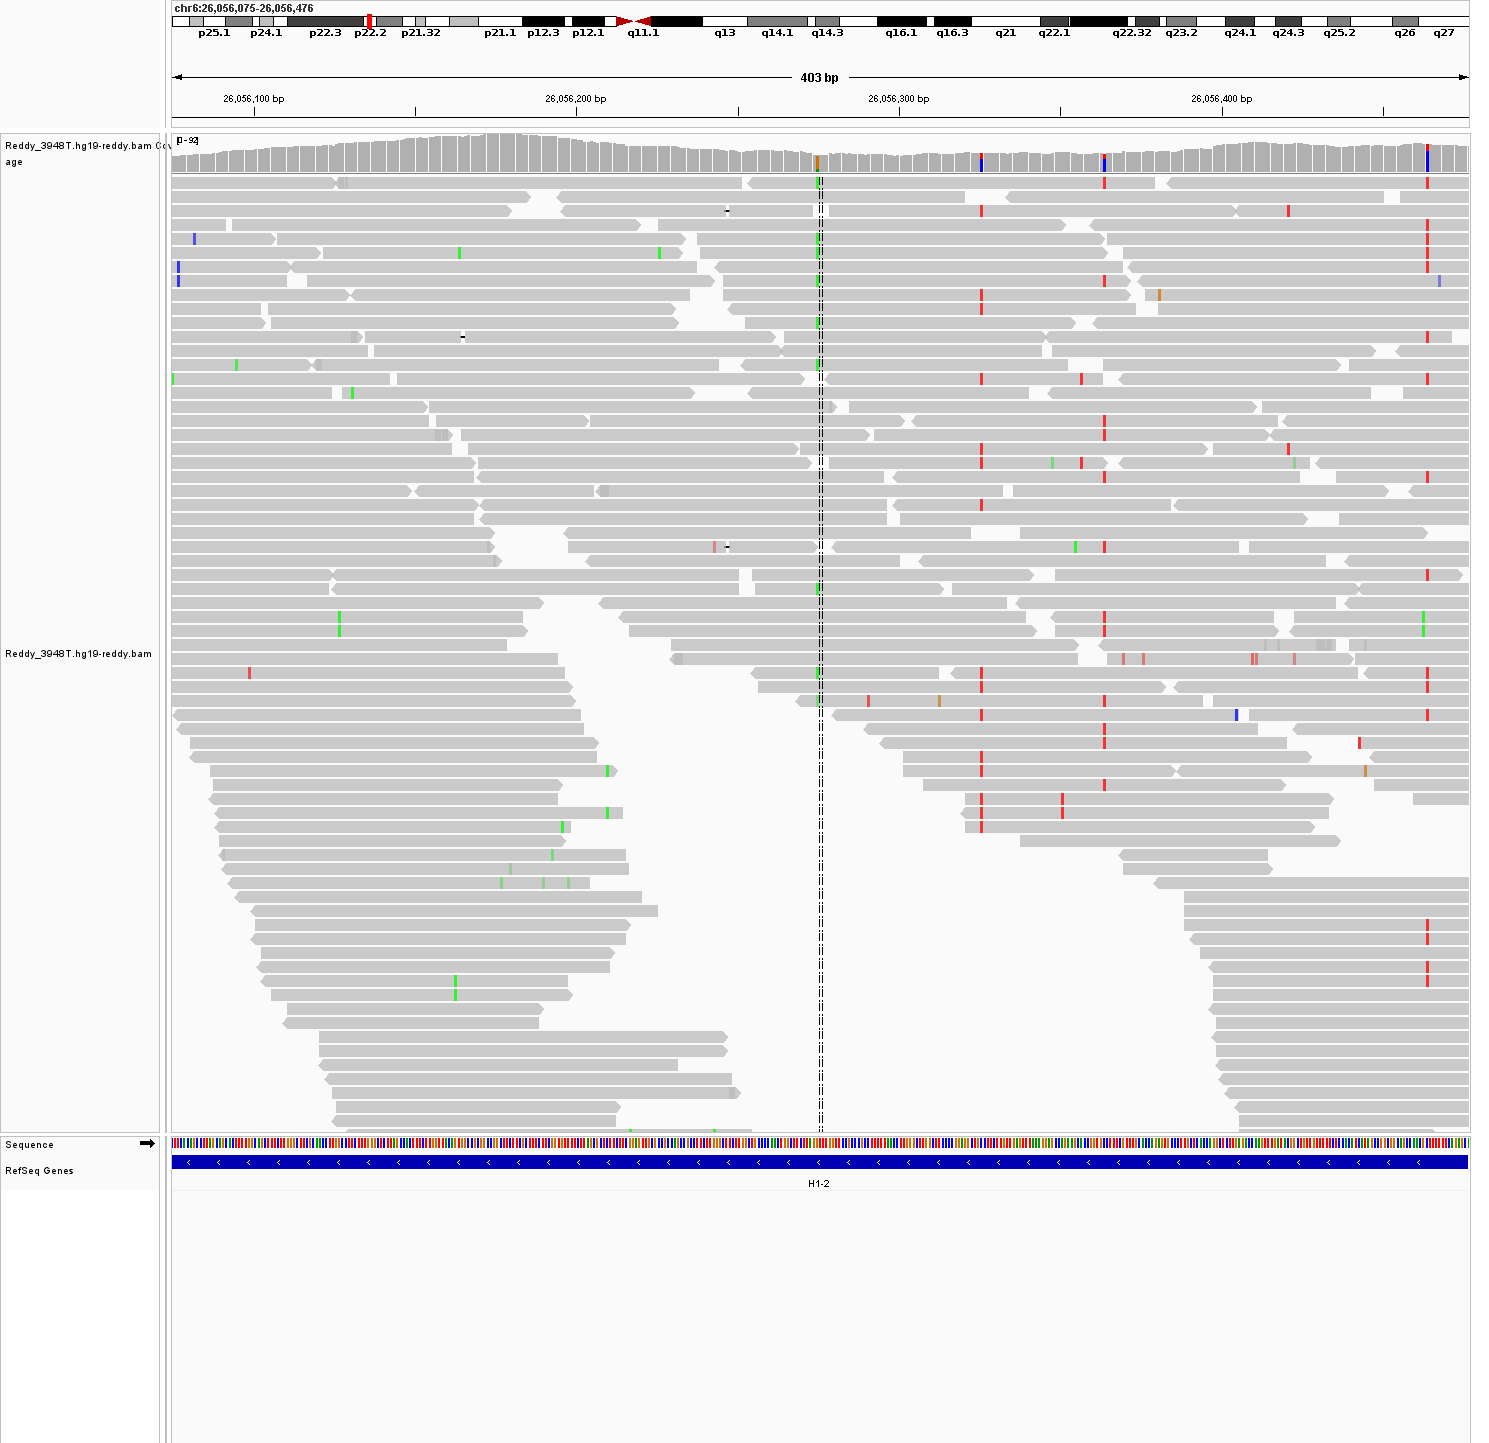 chr6:26,056,075-26,056,476
p25.1 p24.1 p22.3 p22.2 p21.32 p21.1 p12.3 p12.1 q11.1 q13 q14.1 q14.3 q16.1 q16.3 q21 q22.1 q22.32 q23.2 q24.1 q24.3 q25.2 q26 q27
403 bp
26,056,100 bp 26,056,200 bp 26,056,300 bp 26,056,400 bp
[0 - 92]
Reddy_3948T.hg19-reddy.bam Cov
age
Reddy_3948T.hg19-reddy.bam
Sequence
RefSeq Genes
H1-2